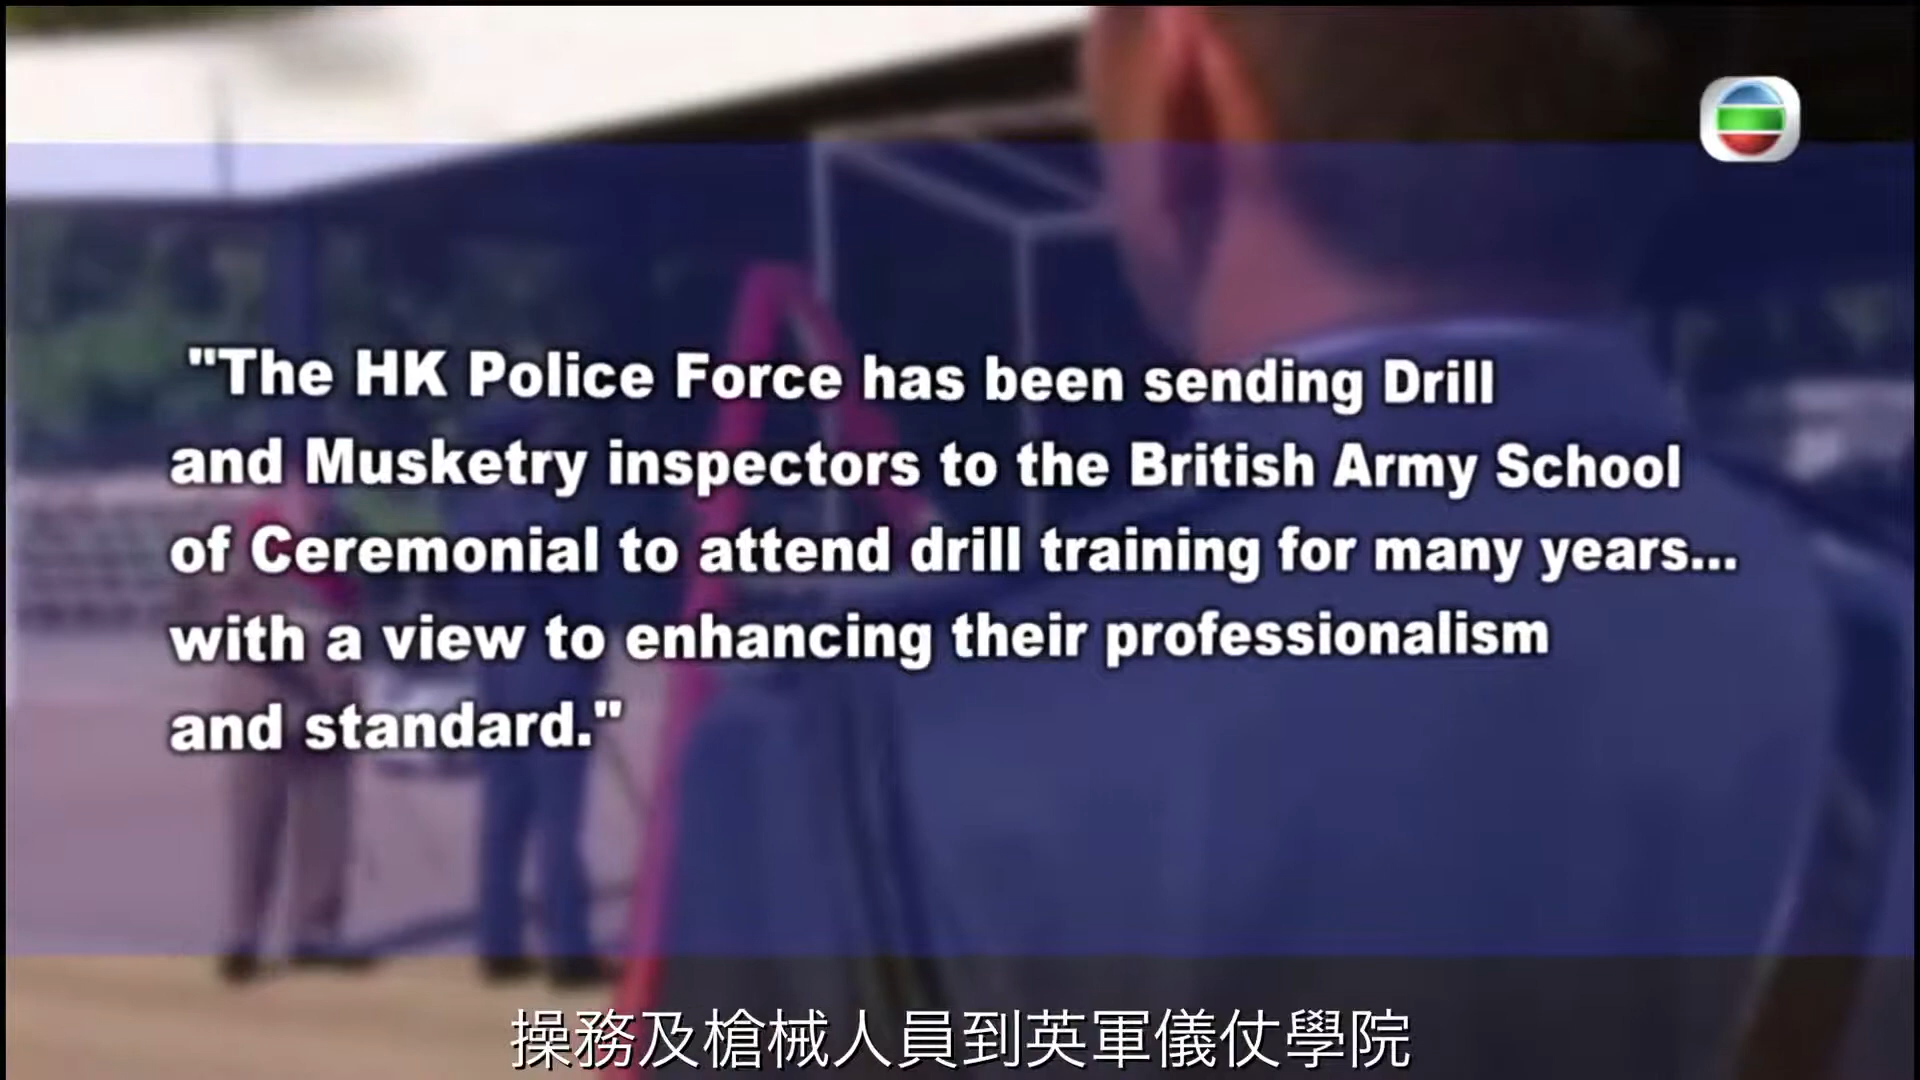 "The HK Police Force has been sending Drill
and Musketry inspectors to the British Army School
of Ceremonial to attend drill training for many years...
with a view to enhancing their professionalism
and standard."
操務及槍械人員到英軍儀仗學院